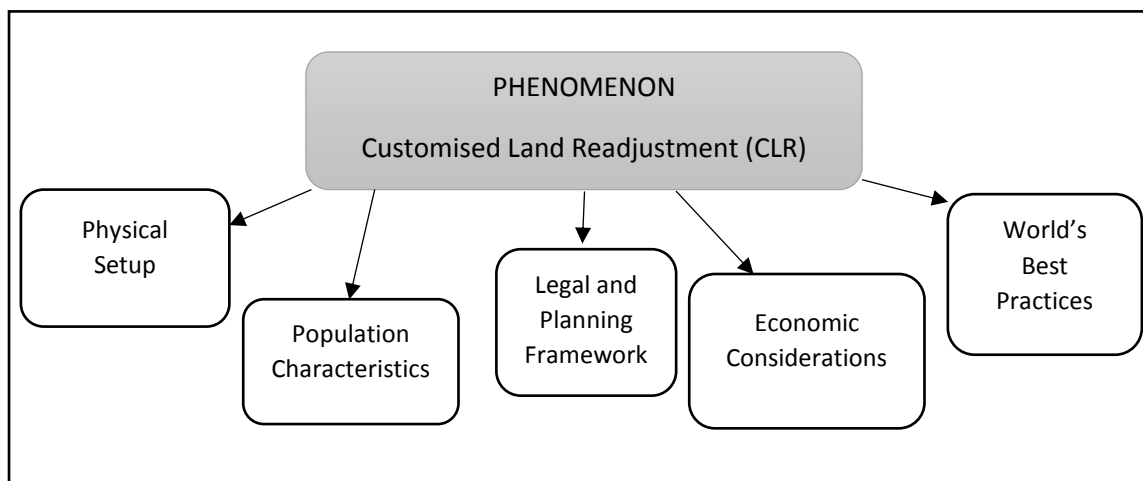 PHENOMENON
Customised Land Readjustment (CLR)
Physical
Setup
Population
Characteristics
Legal and
Planning
Framework
Economic
Considerations
World’s
Best
Practices